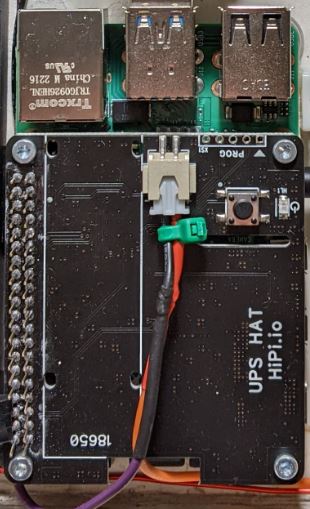 Trxcom
TRJG0926HENL
China M 2216
PROG
UPS HAT
HiPi.io
18650